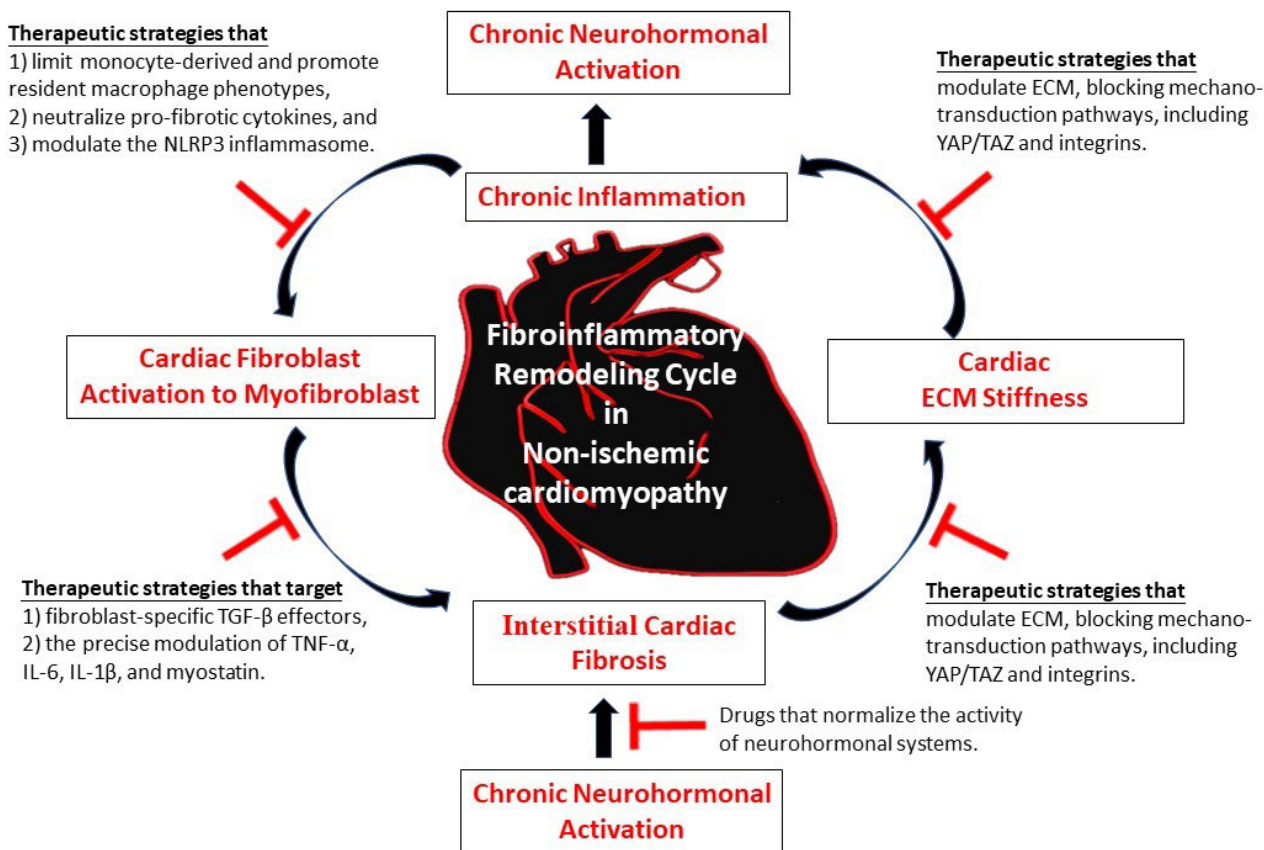 Therapeutic strategies that
1) limit monocyte-derived and promote
resident macrophage phenotypes,
2) neutralize pro-fibrotic cytokines, and
3) modulate the NLRP3 inflammasome.
Chronic Neurohormonal
Activation
Therapeutic strategies that
modulate ECM, blocking mechano-
transduction pathways, including
YAP/TAZ and integrins.
Chronic Inflammation
Cardiac Fibroblast
Activation to Myofibroblast
Fibroinflammatory
Remodeling Cycle
in
Non-ischemic
cardiomyopathy
Cardiac
ECM Stiffness
Therapeutic strategies that target
1) fibroblast-specific TGF-β effectors,
2) the precise modulation of TNF-α,
IL-6, IL-1β, and myostatin.
Interstitial Cardiac
Fibrosis
Therapeutic strategies that
modulate ECM, blocking mechano-
transduction pathways, including
YAP/TAZ and integrins.
Drugs that normalize the activity
of neurohormonal systems.
Chronic Neurohormonal
Activation